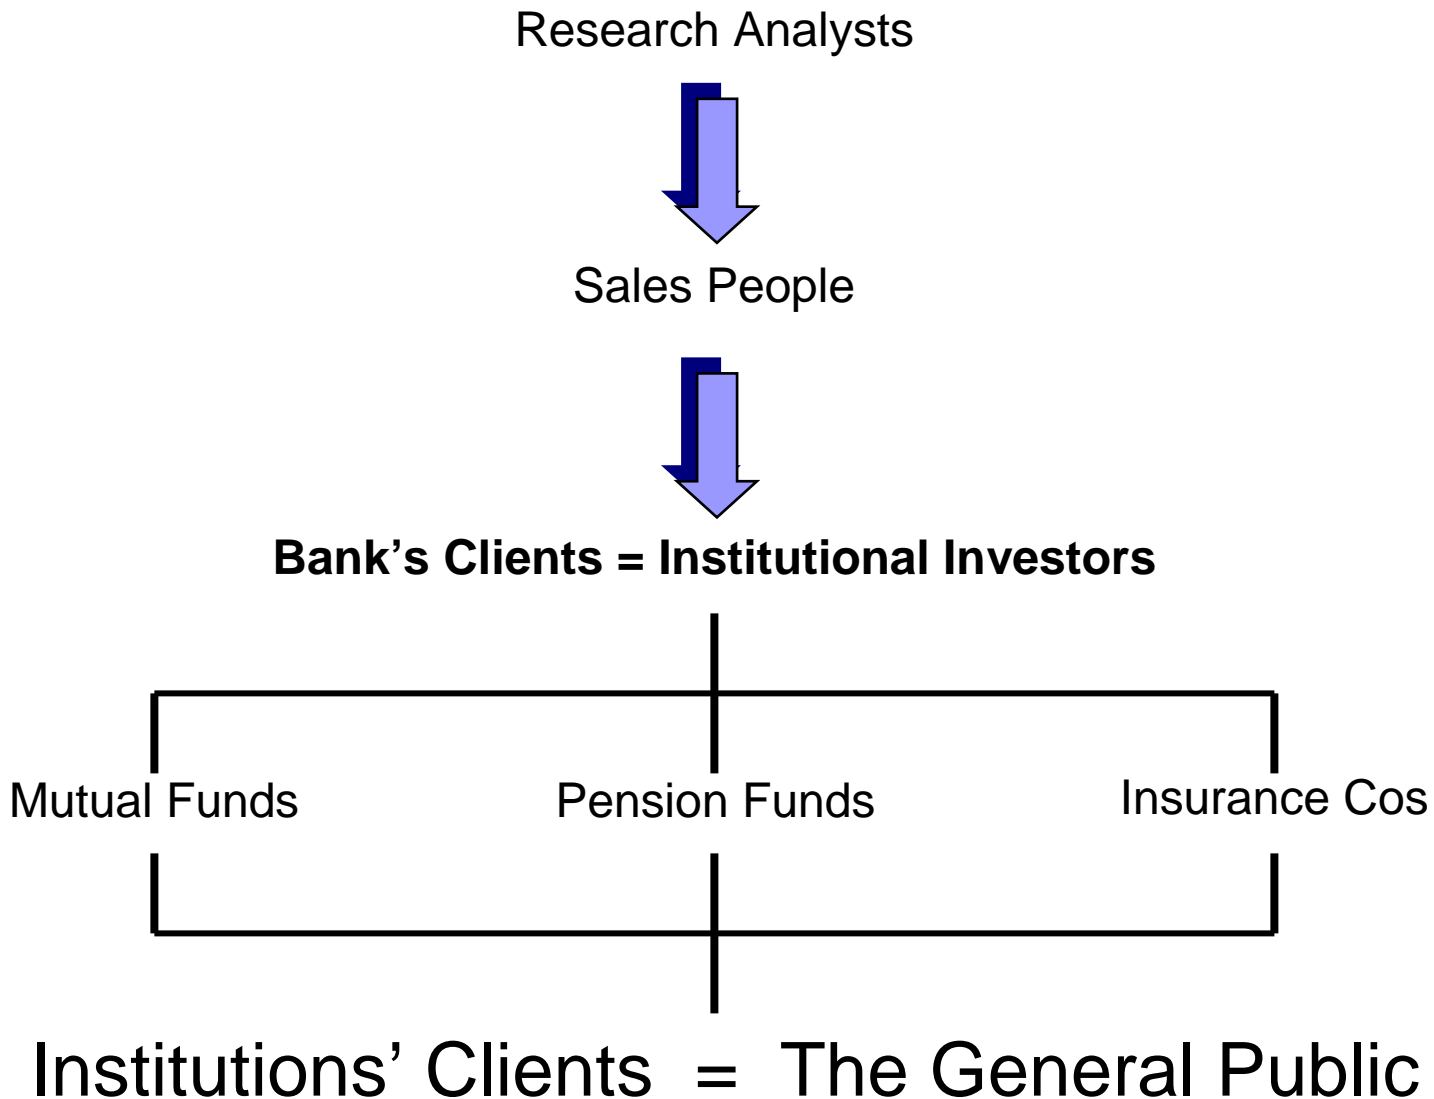 Research Analysts
Sales People
Bank’s Clients = Institutional Investors
Mutual Funds Pension Funds Insurance Cos
Institutions’ Clients = The General Public